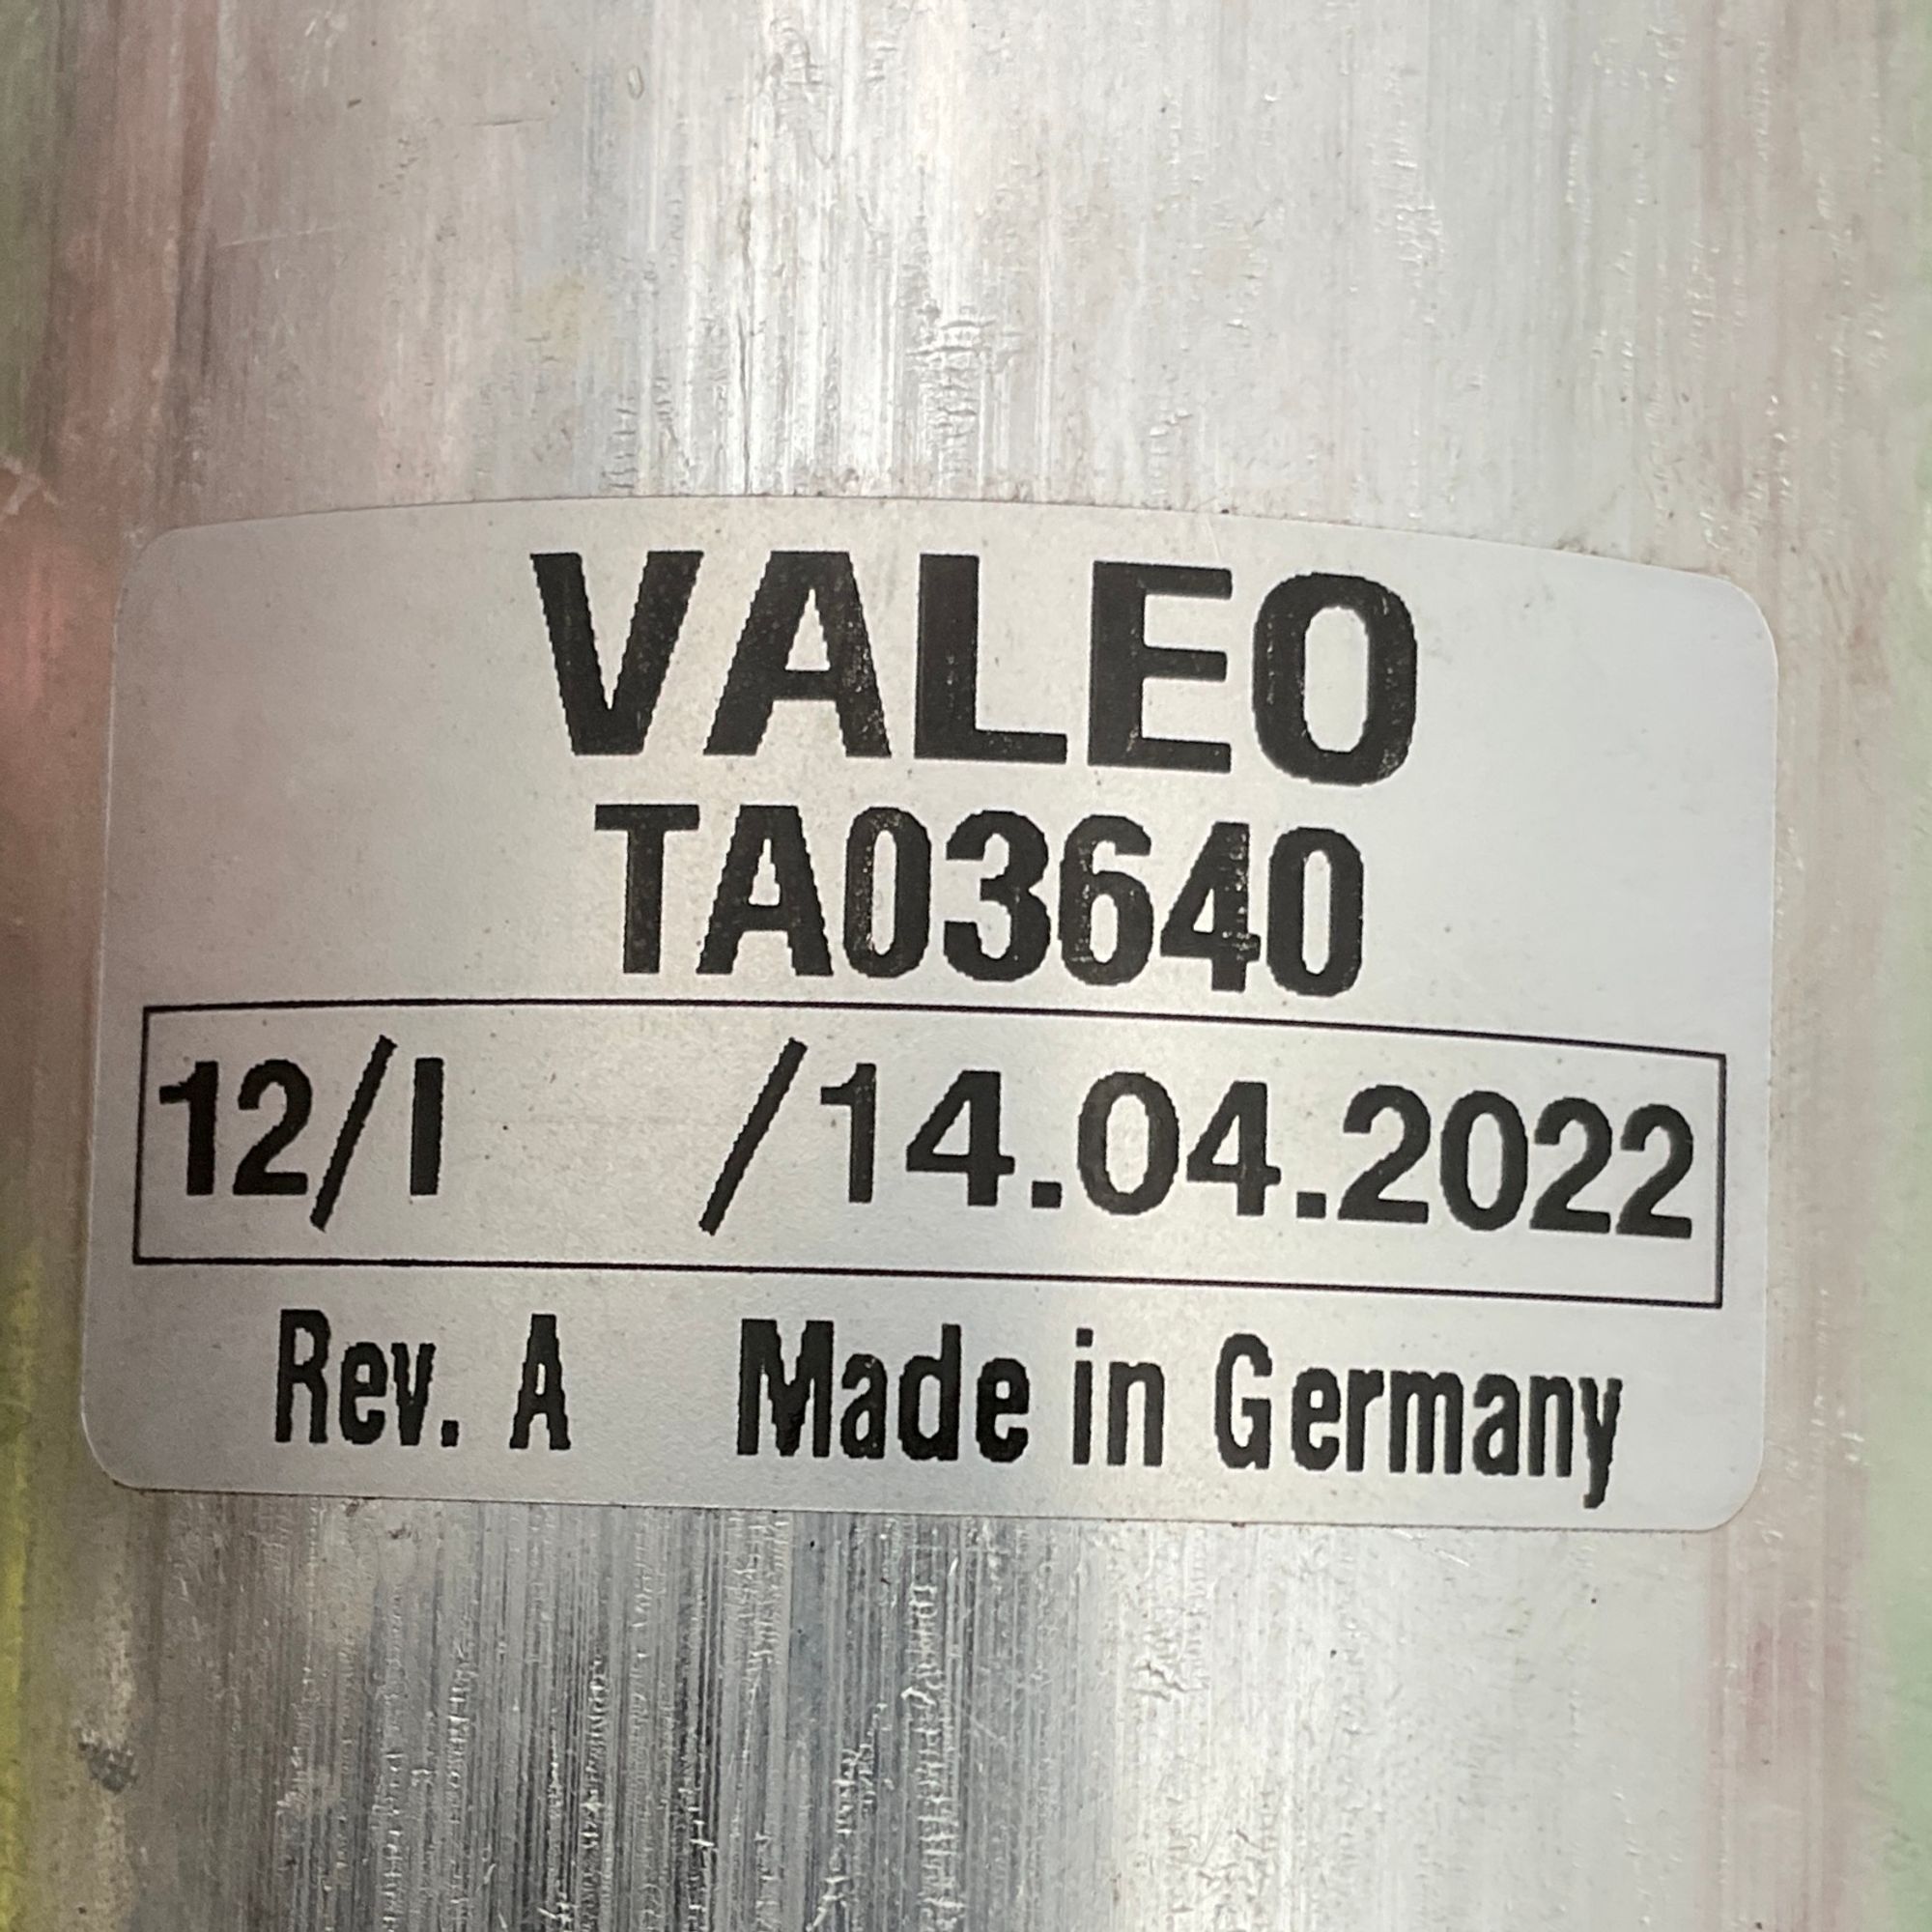 VALEO
TA03640
12/I /14.04.2022
Rev. A Made in Germany